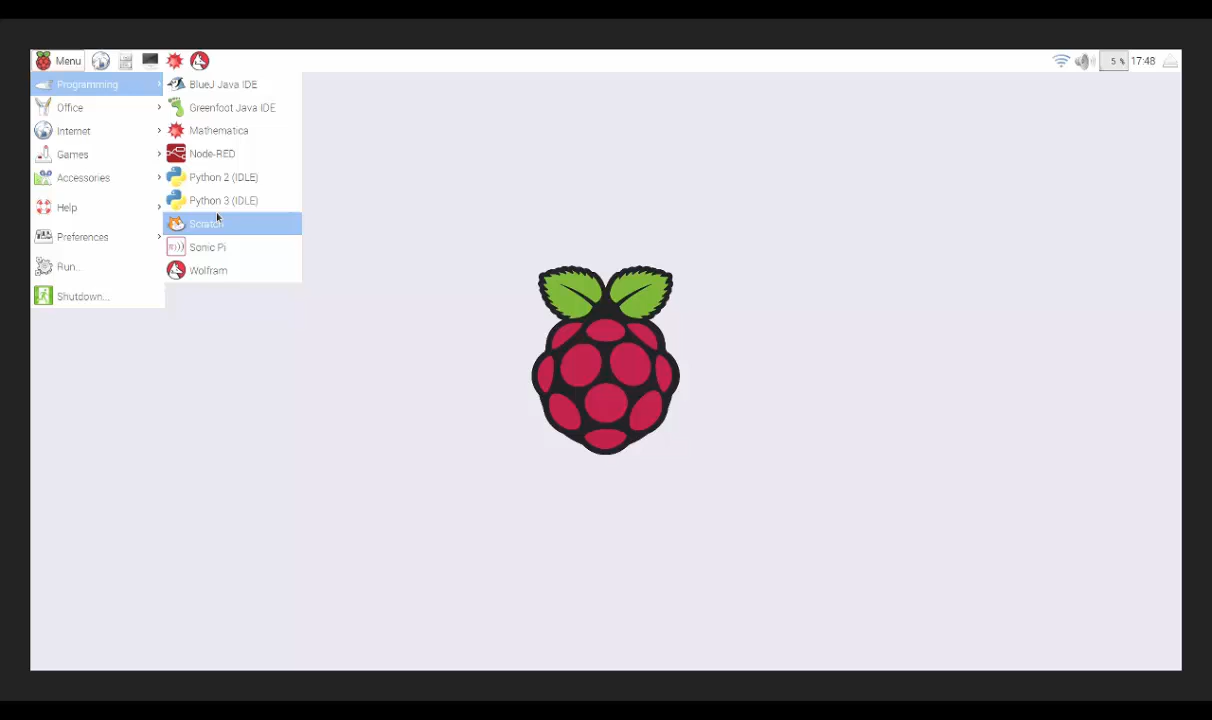 Menu
5 %
17:48
Programming
Office
Internet
Games
Accessories
Help
Preferences
Run...
Shutdown...
BlueJ Java IDE
Greenfoot Java IDE
Mathematica
Node-RED
Python 2 (IDLE)
Python 3 (IDLE)
Scratch
Sonic Pi
Wolfram